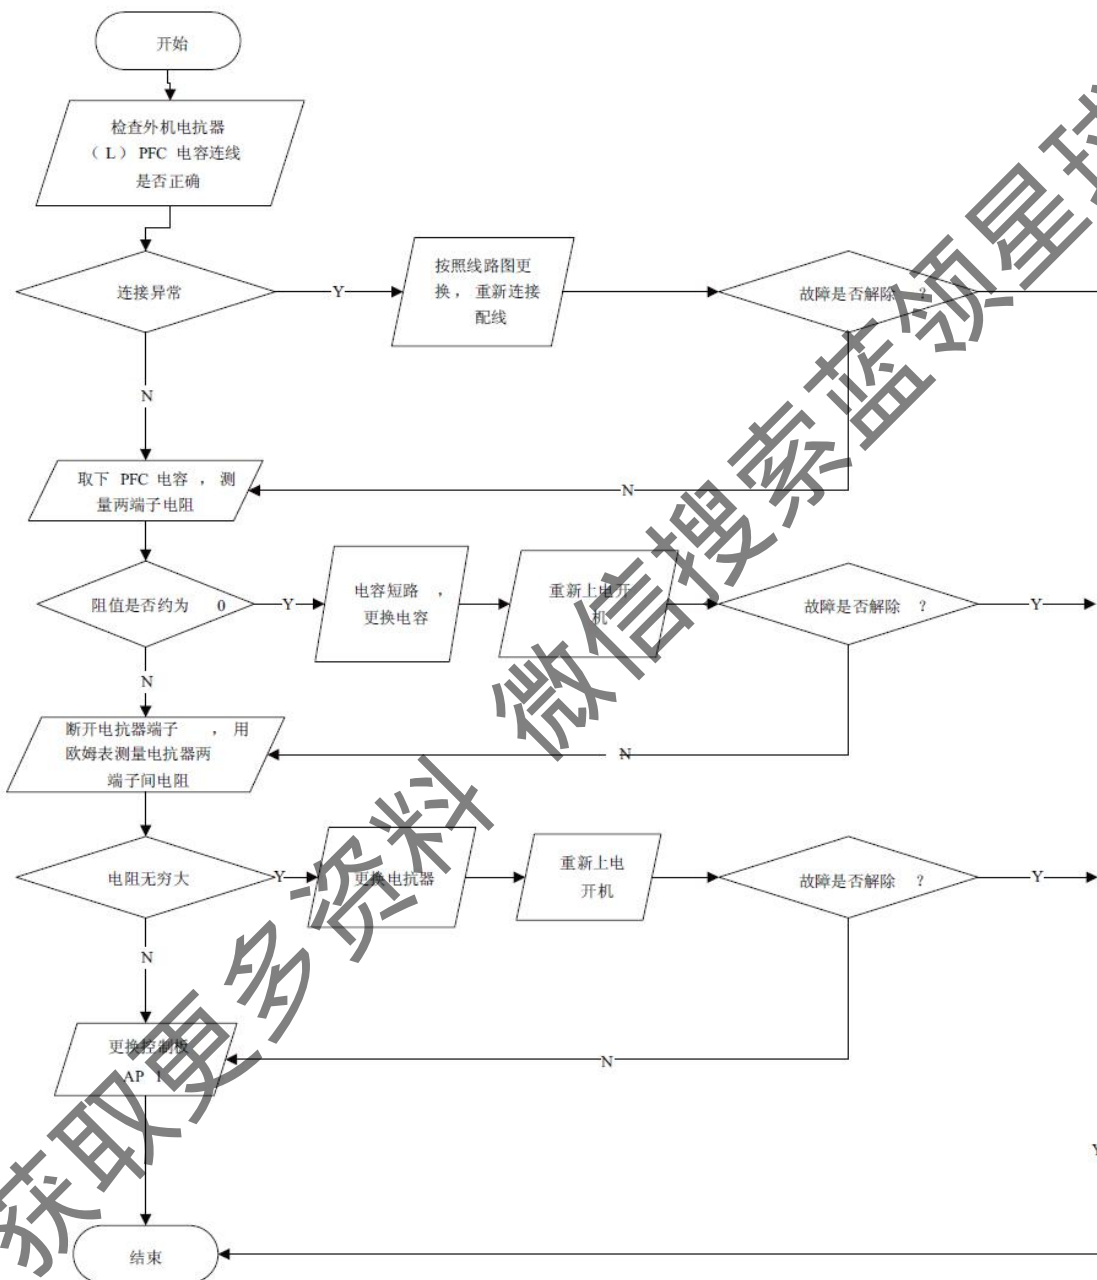 开始
检查外机电抗器
（ L ） PFC 电容连线
是否正确
连接异常
Y
按照线路图更
换 ， 重新连接
配线
故障是否解除 ？
N
取下 PFC 电容 ， 测
量两端子电阻
N
阻值是否约为 0
Y
电容短路 ，
更换电容
重新上电开
机
故障是否解除 ？
Y
N
断开电抗器端子 ， 用
欧姆表测量电抗器两
端子间电阻
N
电阻无穷大
Y
更换电抗器
重新上电
开机
故障是否解除 ？
Y
N
更换控制板
AP 1
N
Y
结束
获取更多资料 微信搜索蓝领星球